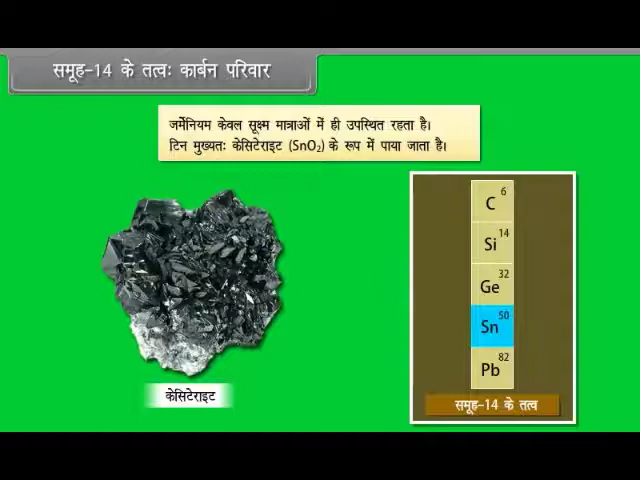 समूह-14 के तत्व: कार्बन परिवार
जर्मेनियम केवल सूक्ष्म मात्राओं में ही उपस्थित रहता है।
टिन मुख्यतः केसिटेराइट (SnO₂) के रूप में पाया जाता है।
C 6
Si 14
Ge 32
Sn 50
Pb 82
केसिटेराइट
समूह-14 के तत्व